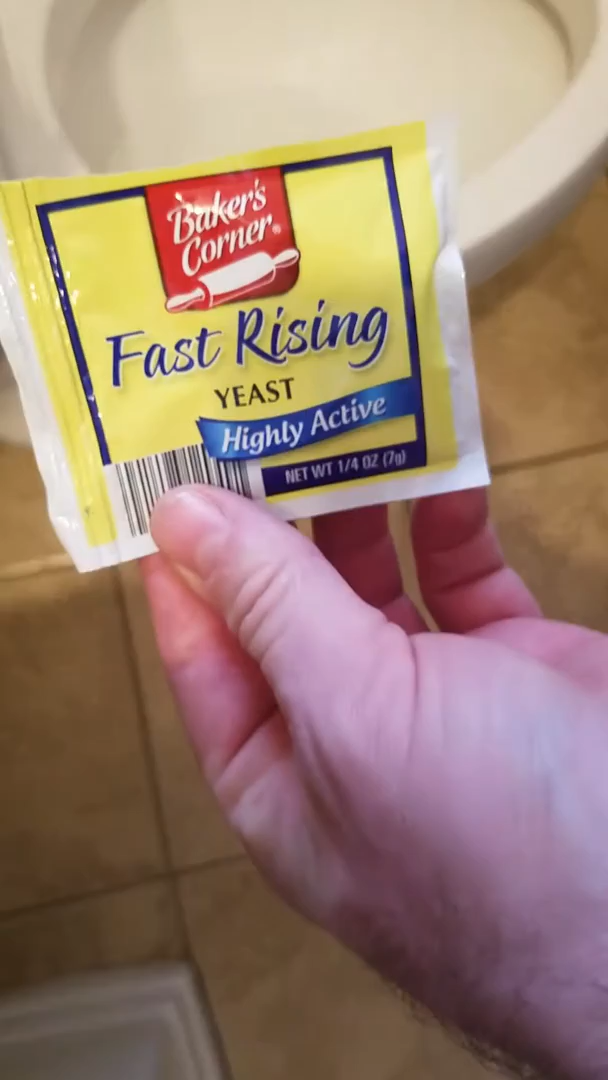 Baker's
Corner®
Fast Rising
YEAST
Highly Active
NET WT 1/4 OZ (7g)